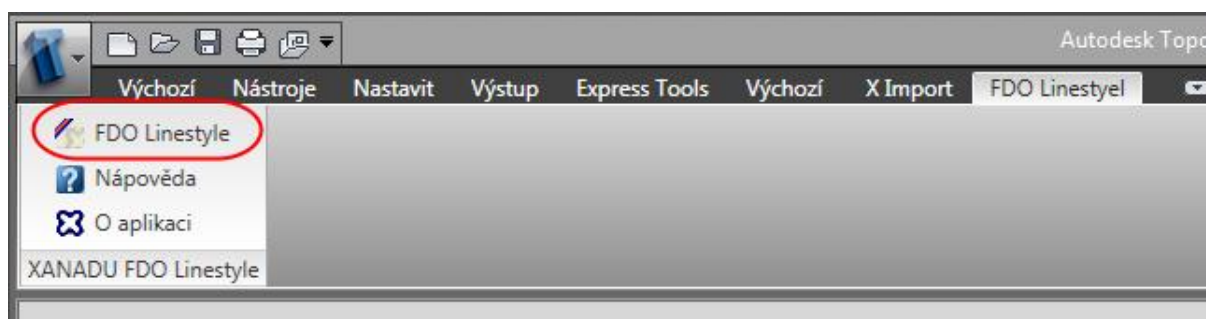 Autodesk Topo
Výchozí Nástroje Nastavit Výstup Express Tools Výchozí X Import FDO Linestyel
FDO Linestyle
Nápověda
O aplikaci
XANADU FDO Linestyle